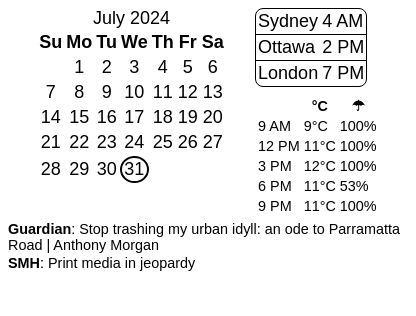 July 2024
Su Mo Tu We Th Fr Sa
1 2 3 4 5 6
7 8 9 10 11 12 13
14 15 16 17 18 19 20
21 22 23 24 25 26 27
28 29 30 31
Sydney 4 AM
Ottawa 2 PM
London 7 PM
°C ☂
9 AM 9°C 100%
12 PM 11°C 100%
3 PM 12°C 100%
6 PM 11°C 53%
9 PM 11°C 100%
Guardian: Stop trashing my urban idyll: an ode to Parramatta
Road | Anthony Morgan
SMH: Print media in jeopardy